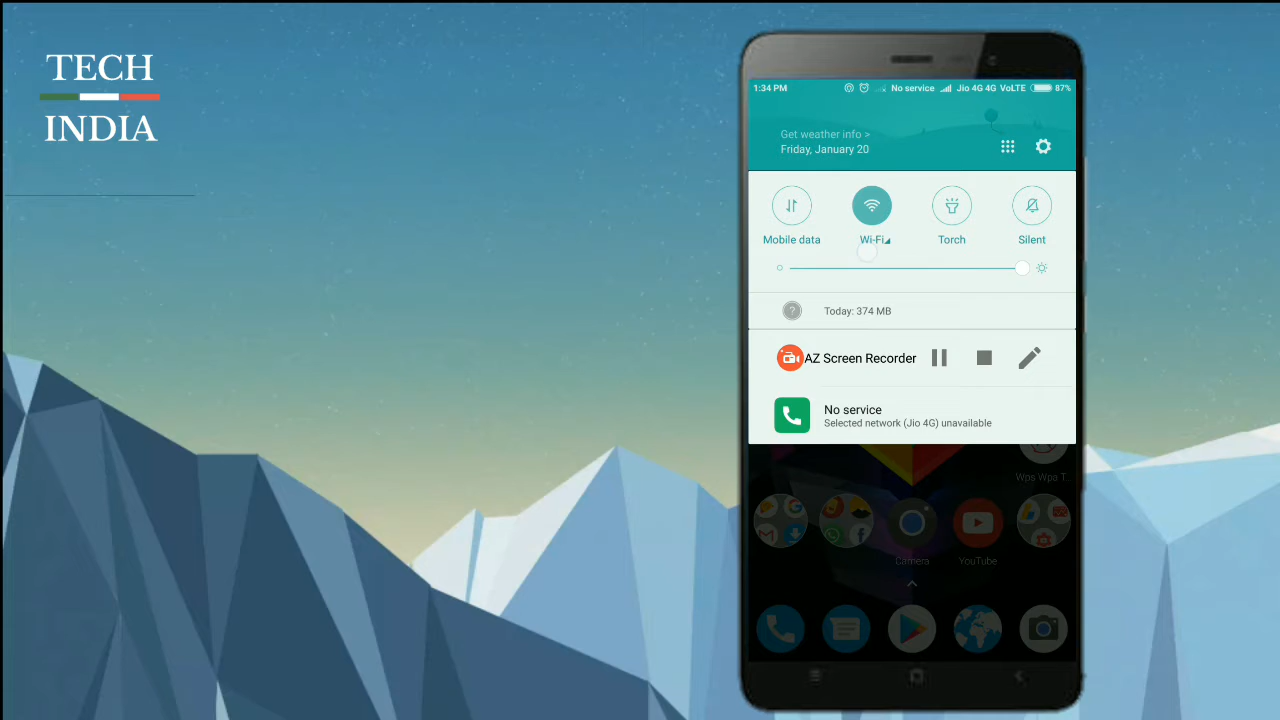 TECH
INDIA
1:34 PM
No service
Jio 4G 4G VoLTE
87%
Get weather info >
Friday, January 20
Mobile data
Wi-Fi
Torch
Silent
Today: 374 MB
AZ Screen Recorder
No service
Selected network (Jio 4G) unavailable
Wps Wpa T..
Camera
YouTube